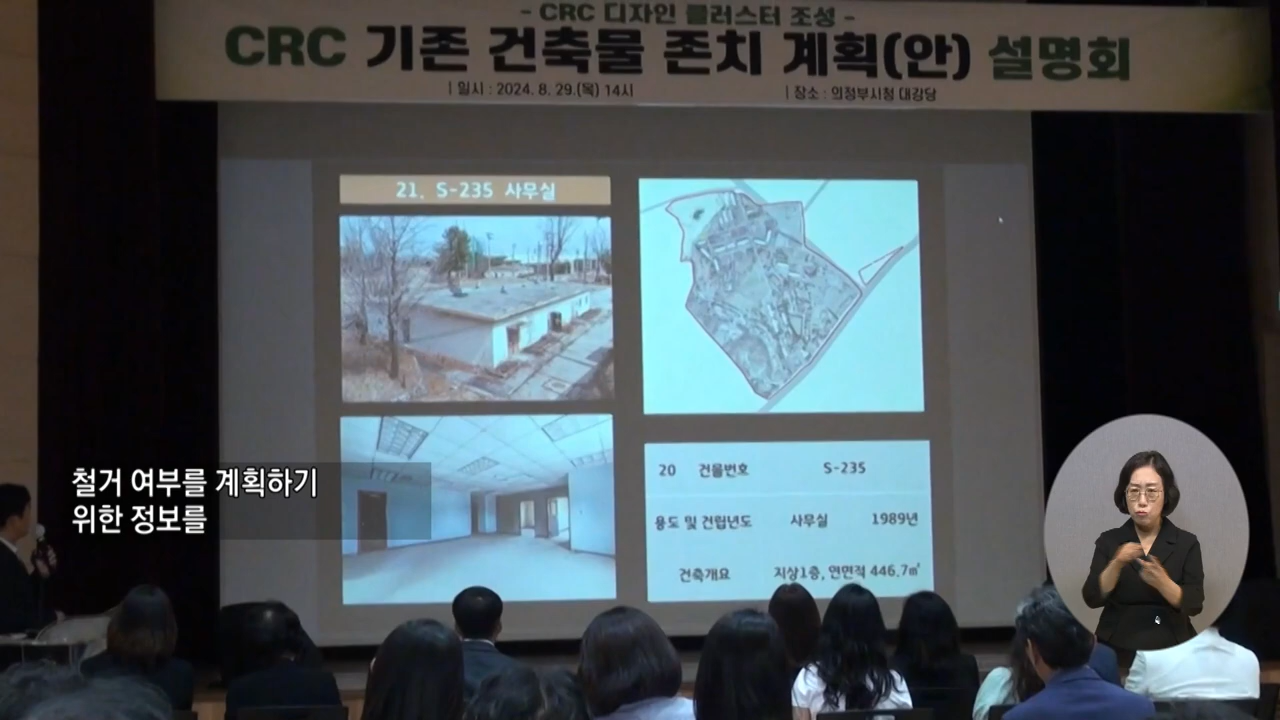 - CRC 디자인 클러스터 조성 -
CRC 기존 건축물 존치 계획(안) 설명회
| 일시 : 2024. 8. 29.(목) 14시
| 장소 : 의정부시청 대강당
21. S-235 사무실
20 건물번호 S-235
용도 및 건립년도 사무실 1989년
건축개요 지상1층, 연면적 446.7㎡
철거 여부를 계획하기
위한 정보를